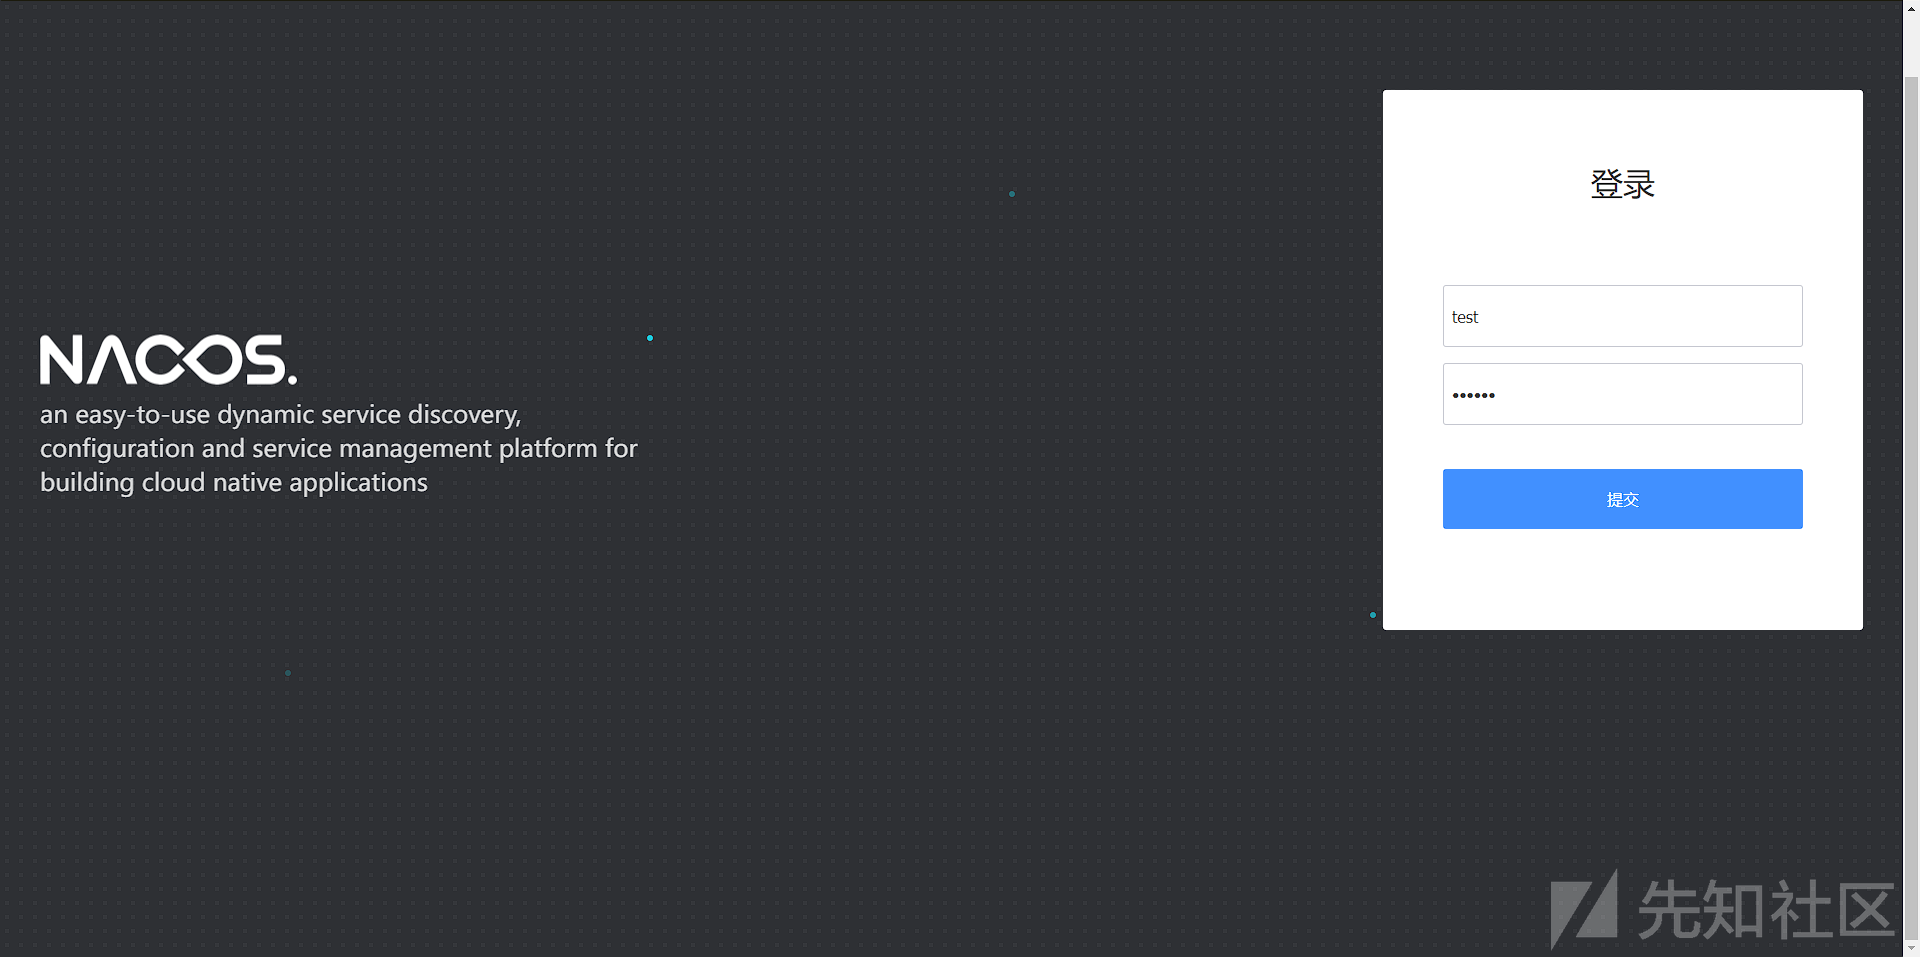 NACOS.
an easy-to-use dynamic service discovery,
configuration and service management platform for
building cloud native applications
登录
test
••••••
提交
先知社区